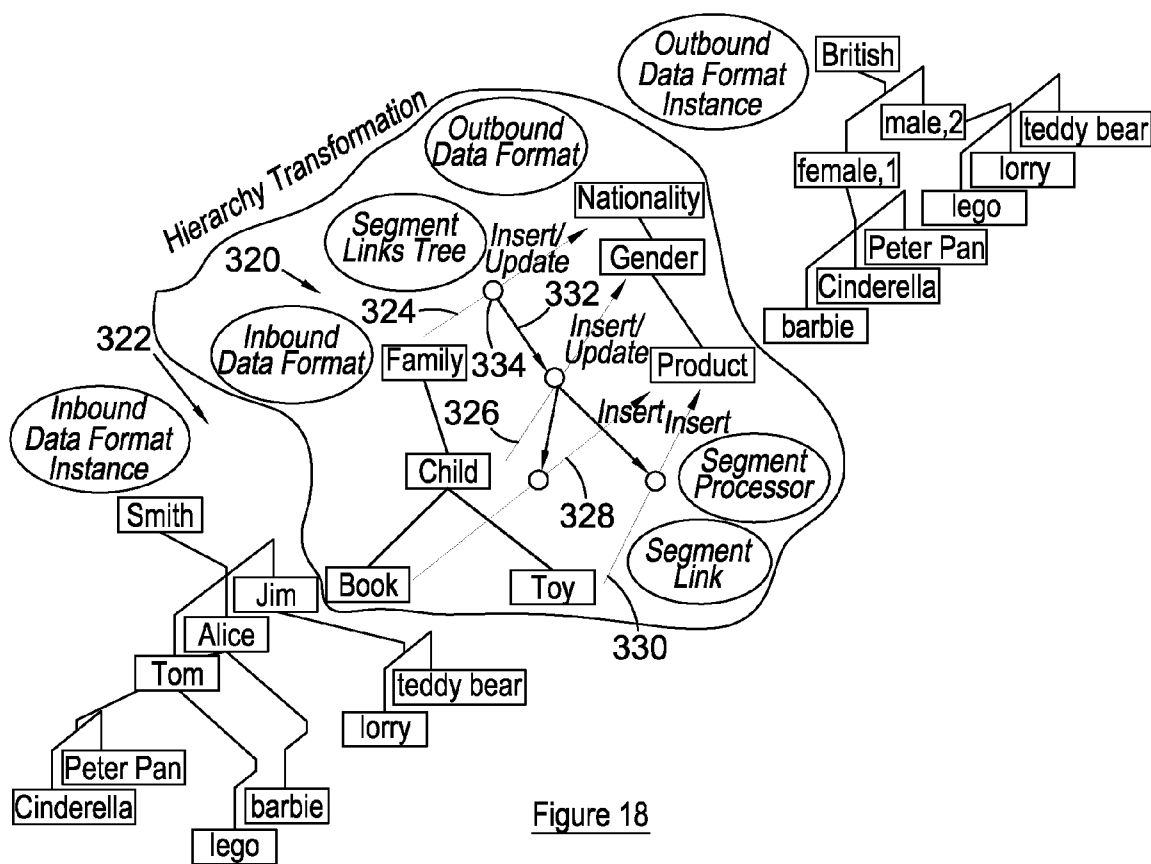 Hierarchy Transformation
Outbound
Data Format
Instance
British
male,2
teddy bear
female,1
lorry
lego
Peter Pan
Cinderella
barbie
Outbound
Data Format
Nationality
Segment
Links Tree
Insert/
Update
Gender
320
324
332
322
Inbound
Data Format
Family
334
Insert/
Update
Product
Inbound
Data Format
Instance
326
Insert
Insert
Child
Segment
Processor
328
Smith
Segment
Link
Book
Toy
Jim
330
Alice
Tom
teddy bear
lorry
Peter Pan
Cinderella
barbie
lego
Figure 18